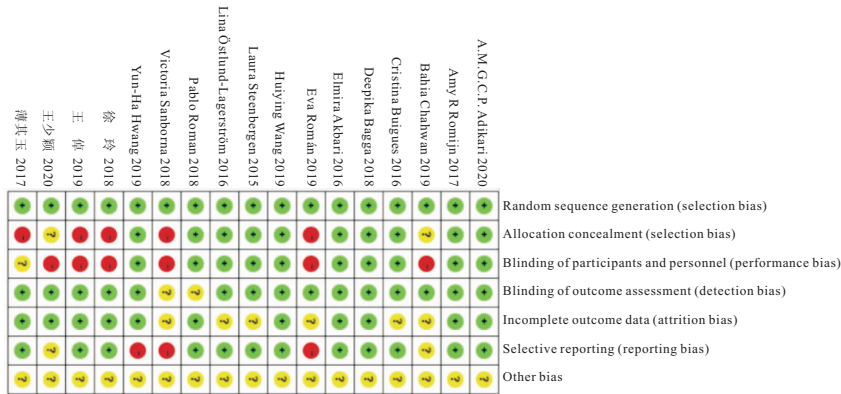 A.M.G.C.P. Adikari 2020
Amy R Romijn 2017
Bahia Chahwan 2019
Cristina Buigues 2016
Deepika Bagga 2018
Elmira Akbari 2016
Eva Román 2019
Huiying Wang 2019
Laura Steenbergen 2015
Lina Östlund-Lagerström 2016
Pablo Roman 2018
Victoria Sanborna 2018
Yun-Ha Hwang 2019
徐 玲 2018
王 倬 2019
王少颖 2020
薄其玉 2017
Random sequence generation (selection bias)
Allocation concealment (selection bias)
Blinding of participants and personnel (performance bias)
Blinding of outcome assessment (detection bias)
Incomplete outcome data (attrition bias)
Selective reporting (reporting bias)
Other bias